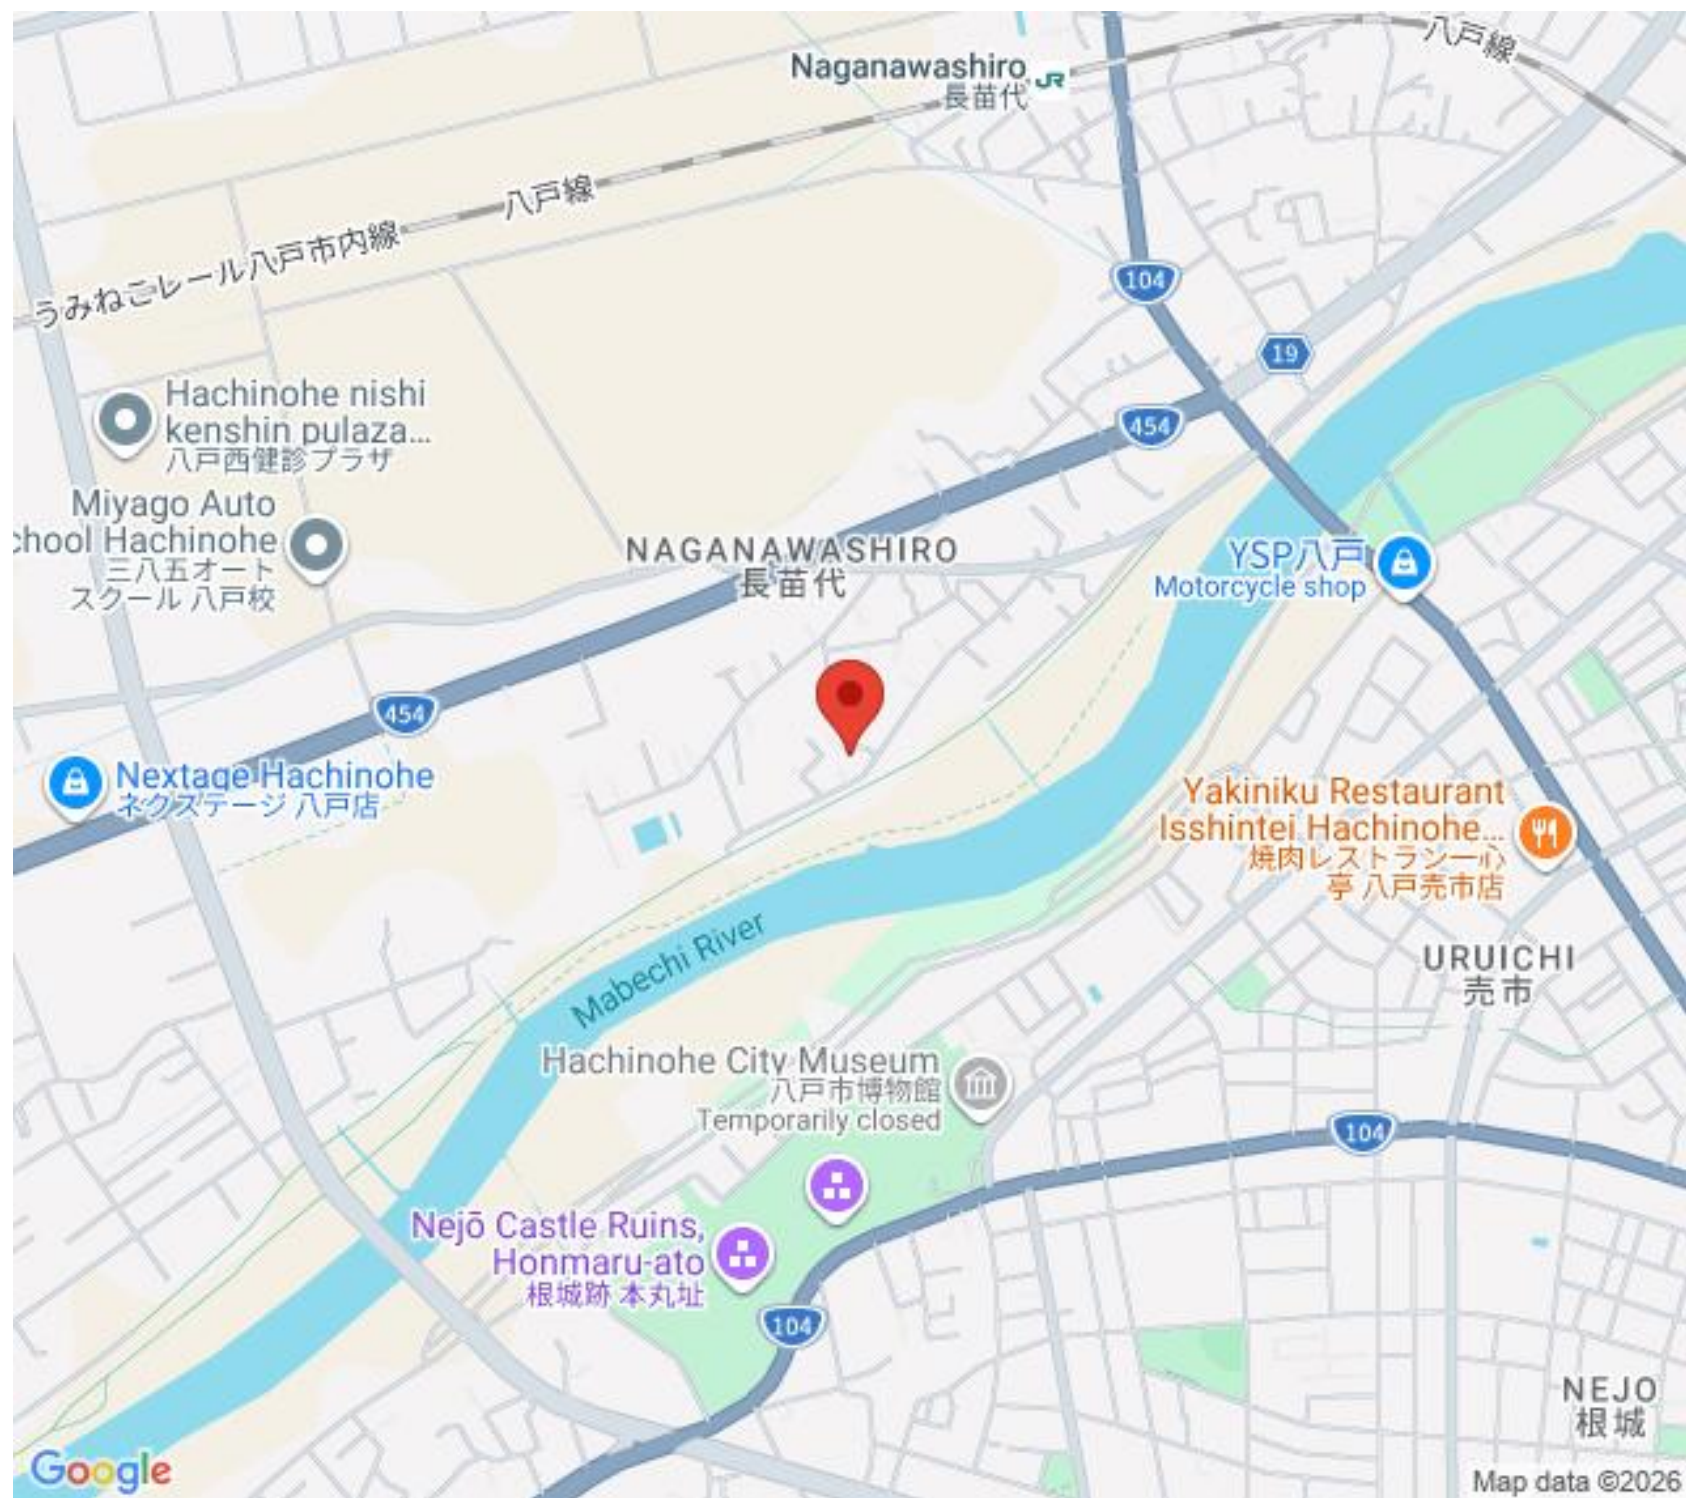 八戸線
Naganawashiro
長苗代
JR
八戸線
うみねこレール八戸市内線
104
19
454
Hachinohe nishi
kenshin pulaza...
八戸西健診プラザ
Miyago Auto
chool Hachinohe
三八五オート
スクール 八戸校
NAGANAWASHIRO
長苗代
YSP八戸
Motorcycle shop
454
Nextage Hachinohe
ネクステージ 八戸店
Yakiniku Restaurant
Isshintei Hachinohe...
焼肉レストラン一心
亭 八戸売市店
Mabechi River
URUICHI
売市
Hachinohe City Museum
八戸市博物館
Temporarily closed
104
Nejō Castle Ruins,
Honmaru-ato
根城跡 本丸址
104
NEJO
根城
Google
Map data ©2026